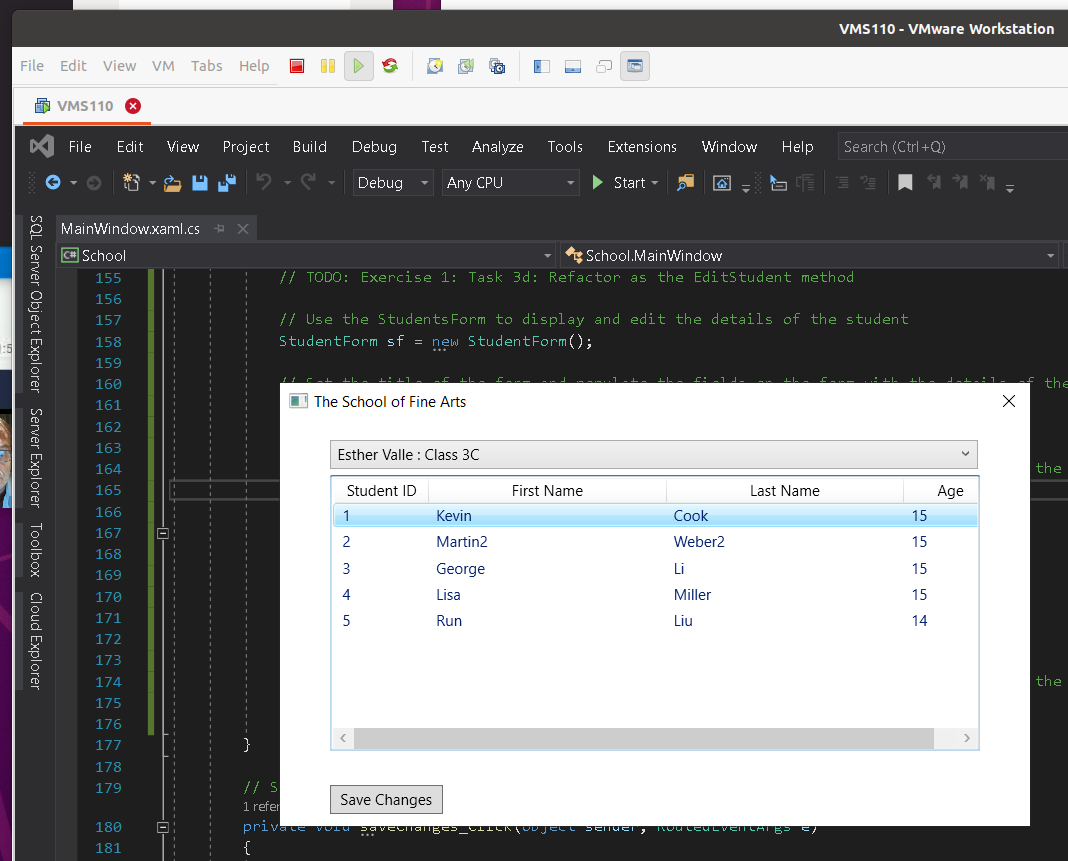 VMS110 - VMware Workstation
File Edit View VM Tabs Help
VMS110
File Edit View Project Build Debug Test Analyze Tools Extensions Window Help Search (Ctrl+Q)
Debug Any CPU Start
MainWindow.xaml.cs
School School.MainWindow
SQL Server Object Explorer
Server Explorer
Toolbox
Cloud Explorer
155 // TODO: Exercise 1: Task 3d: Refactor as the EditStudent method
156
157 // Use the StudentsForm to display and edit the details of the student
158 StudentForm sf = new StudentForm();
159
160 // Set the title of the form and populate the fields on the form with the details of the
161
162
163
164 the
165
166
167
168
169
170
171
172
173
174 the
175
176
177 }
178
179 // S
1 refer
180 private void saveChanges_Click(object sender, RoutedEventArgs e)
181 {
The School of Fine Arts
Esther Valle : Class 3C
Student ID First Name Last Name Age
1 Kevin Cook 15
2 Martin2 Weber2 15
3 George Li 15
4 Lisa Miller 15
5 Run Liu 14
Save Changes